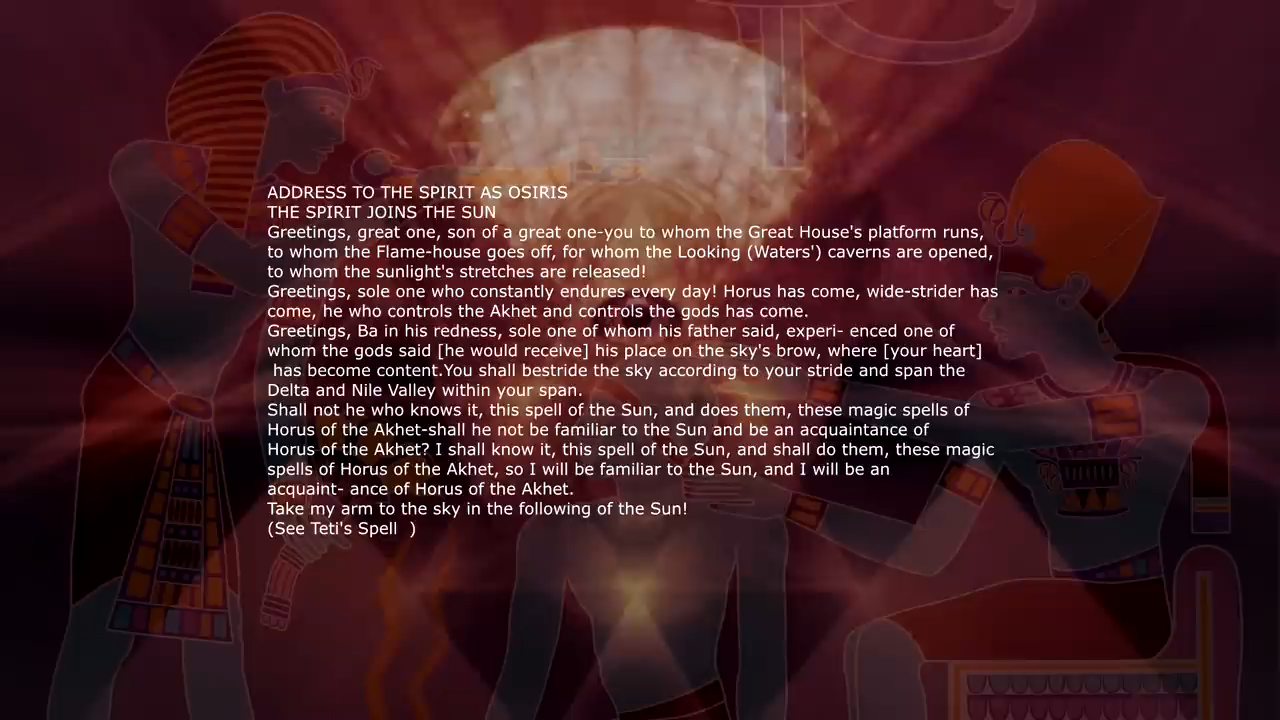 ADDRESS TO THE SPIRIT AS OSIRIS
THE SPIRIT JOINS THE SUN
Greetings, great one, son of a great one-you to whom the Great House's platform runs,
to whom the Flame-house goes off, for whom the Looking (Waters') caverns are opened,
to whom the sunlight's stretches are released!
Greetings, sole one who constantly endures every day! Horus has come, wide-strider has
come, he who controls the Akhet and controls the gods has come.
Greetings, Ba in his redness, sole one of whom his father said, experi- enced one of
whom the gods said [he would receive] his place on the sky's brow, where [your heart]
has become content.You shall bestride the sky according to your stride and span the
Delta and Nile Valley within your span.
Shall not he who knows it, this spell of the Sun, and does them, these magic spells of
Horus of the Akhet-shall he not be familiar to the Sun and be an acquaintance of
Horus of the Akhet? I shall know it, this spell of the Sun, and shall do them, these magic
spells of Horus of the Akhet, so I will be familiar to the Sun, and I will be an
acquaint- ance of Horus of the Akhet.
Take my arm to the sky in the following of the Sun!
(See Teti's Spell  )